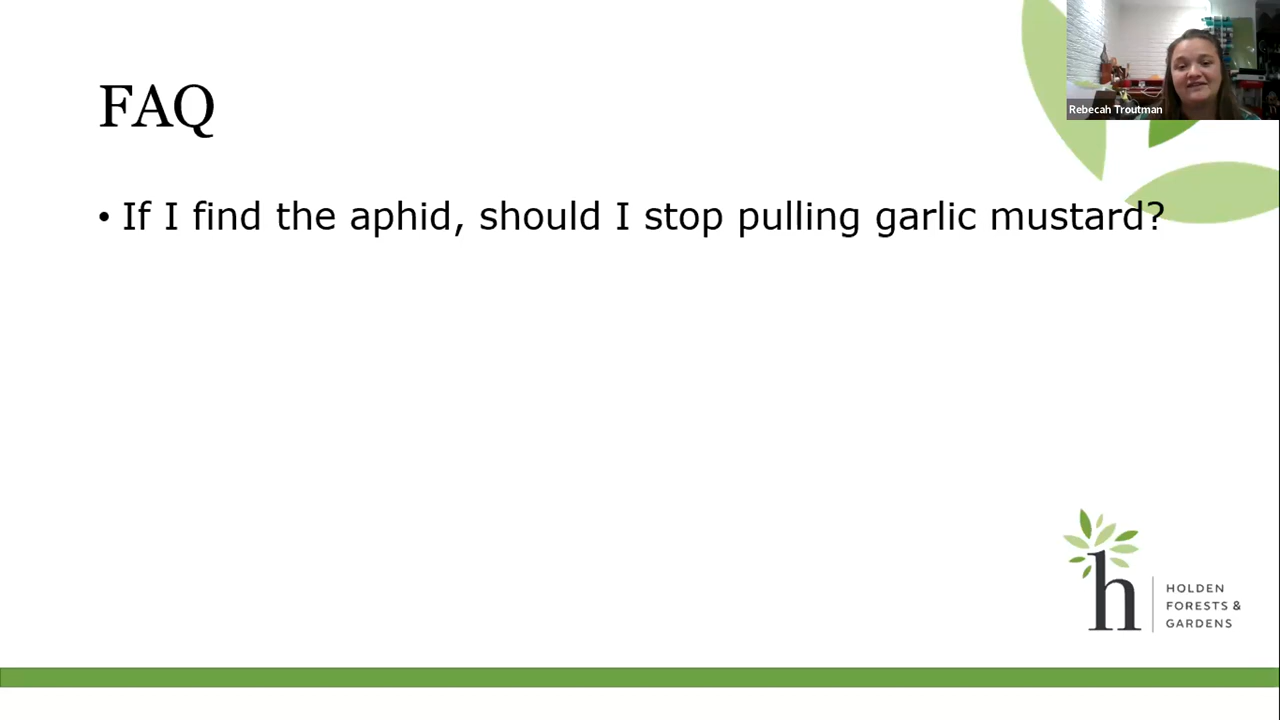 FAQ
• If I find the aphid, should I stop pulling garlic mustard?
Rebecah Troutman
h
HOLDEN
FORESTS &
GARDENS